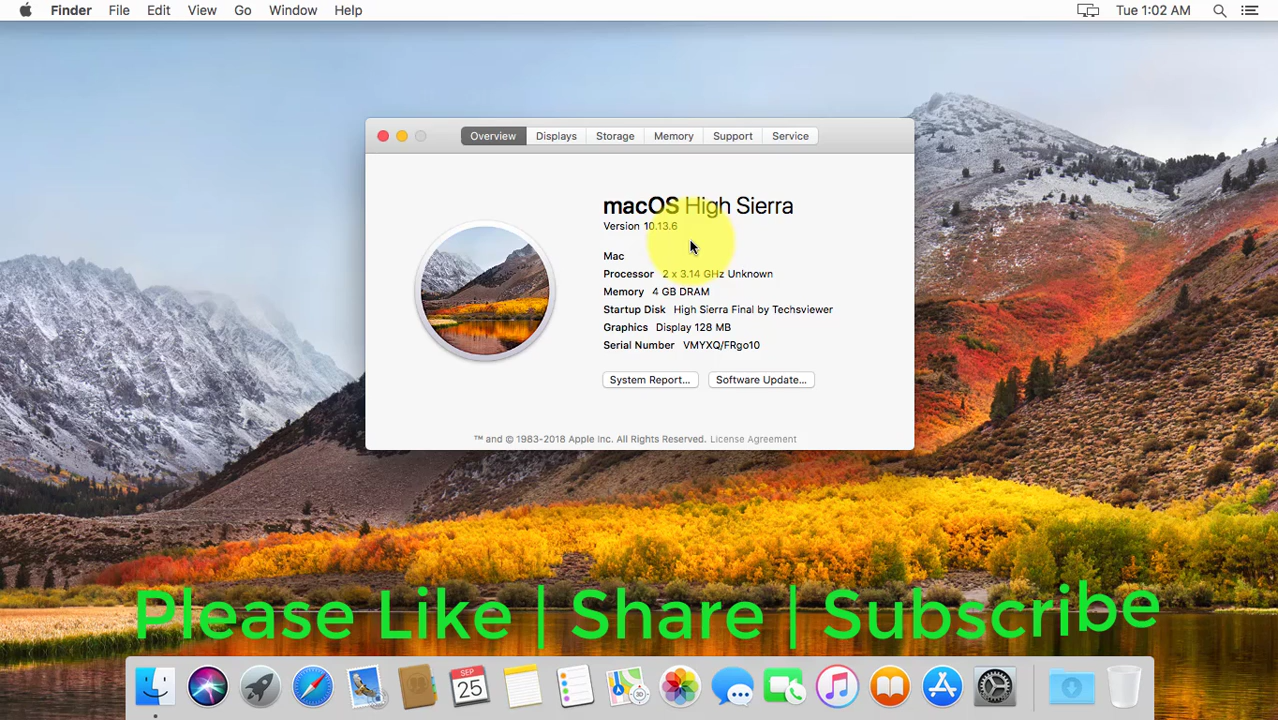 Finder File Edit View Go Window Help Tue 1:02 AM
Overview Displays Storage Memory Support Service
macOS High Sierra
Version 10.13.6
Mac
Processor 2 x 3.14 GHz Unknown
Memory 4 GB DRAM
Startup Disk High Sierra Final by Techsviewer
Graphics Display 128 MB
Serial Number VMYXQ/FRgo10
System Report... Software Update...
™ and © 1983-2018 Apple Inc. All Rights Reserved. License Agreement
Please Like | Share | Subscribe
SEP
25